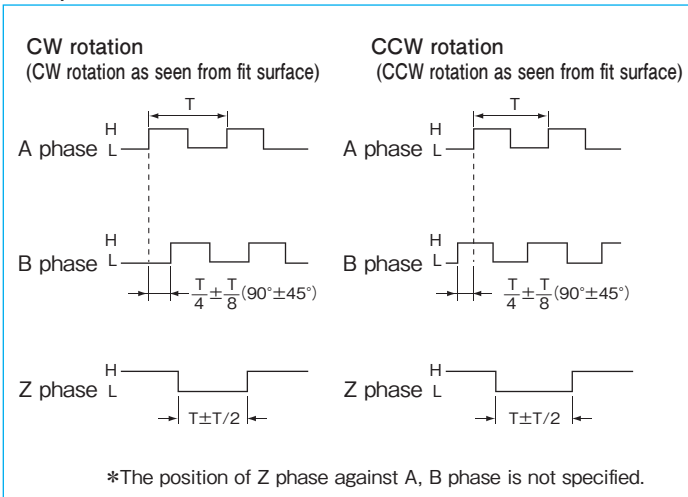 CW rotation
(CW rotation as seen from fit surface)
T
A phase H L
B phase H L
T/4±T/8(90°±45°)
Z phase H L
T±T/2
CCW rotation
(CCW rotation as seen from fit surface)
T
A phase H L
B phase H L
T/4±T/8(90°±45°)
Z phase H L
T±T/2
*The position of Z phase against A, B phase is not specified.